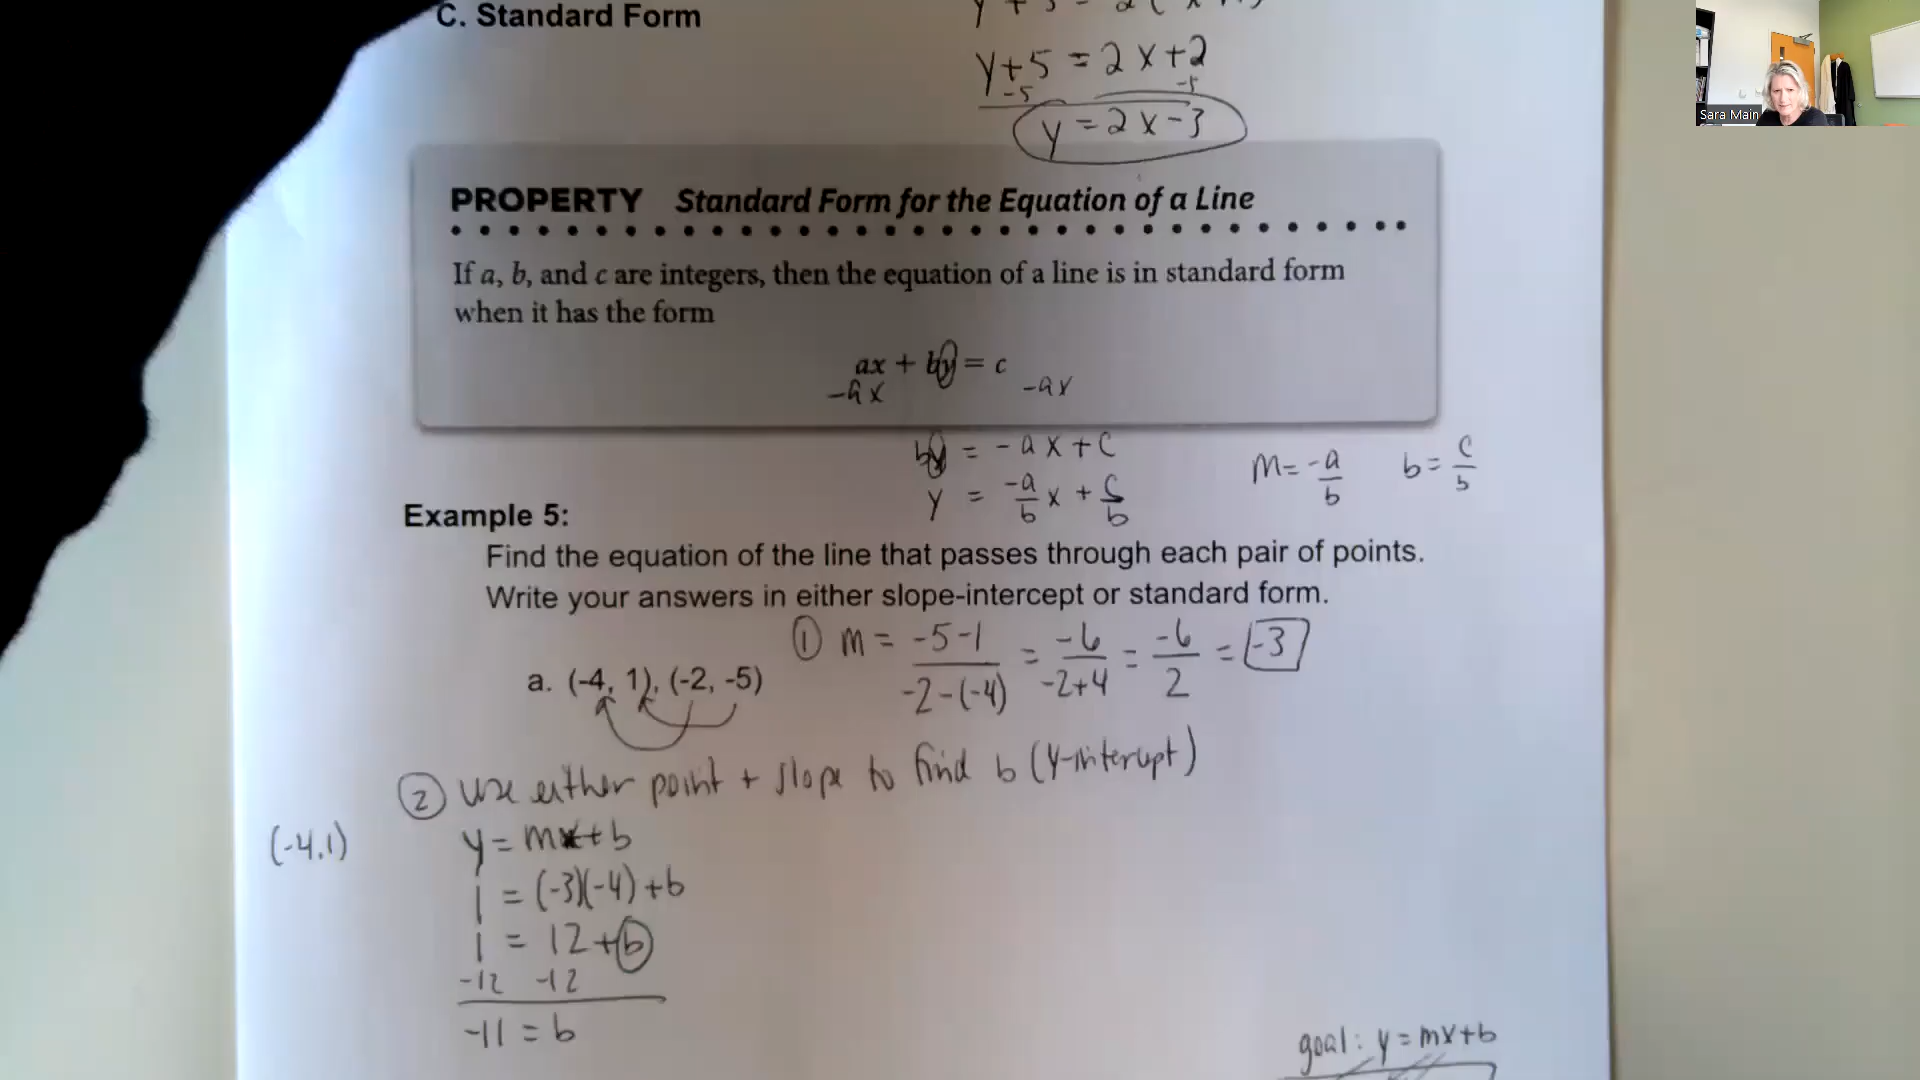 C. Standard Form
y+5 = 2x+2
-5 -5
y = 2x-3
Sara Main
PROPERTY Standard Form for the Equation of a Line
If a, b, and c are integers, then the equation of a line is in standard form
when it has the form
ax + by = c
-ax -ax
by = -ax+c
y = -a/b x + c/b
m = -a/b b = c/b
Example 5:
Find the equation of the line that passes through each pair of points.
Write your answers in either slope-intercept or standard form.
① m = -5-1/-2-(-4) = -6/-2+4 = -6/2 = -3
a. (-4, 1), (-2, -5)
② use either point + slope to find b (y-intercept)
(-4,1)
y = mx+b
1 = (-3)(-4)+b
1 = 12+b
-12 -12
-11 = b
goal: y = mx+b